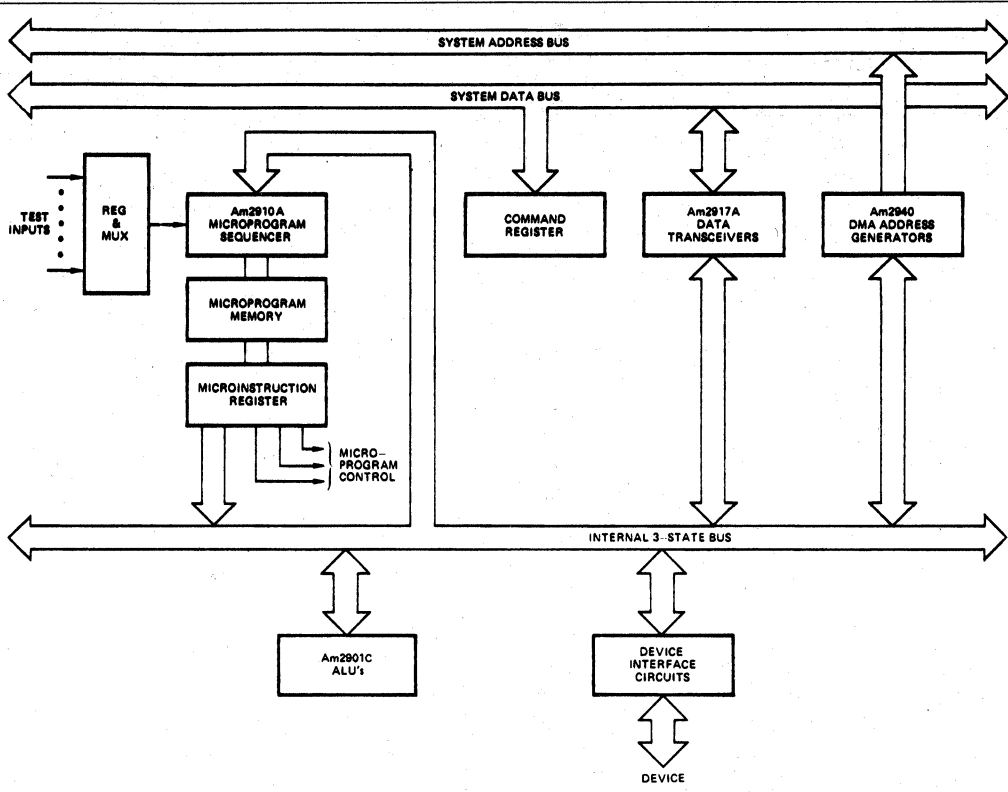 SYSTEM ADDRESS BUS
SYSTEM DATA BUS
TEST
INPUTS
REG
&
MUX
Am2910A
MICROPROGRAM
SEQUENCER
COMMAND
REGISTER
Am2917A
DATA
TRANSCEIVERS
Am2940
DMA ADDRESS
GENERATORS
MICROPROGRAM
MEMORY
MICROINSTRUCTION
REGISTER
MICRO-
PROGRAM
CONTROL
INTERNAL 3-STATE BUS
Am2901C
ALU's
DEVICE
INTERFACE
CIRCUITS
DEVICE